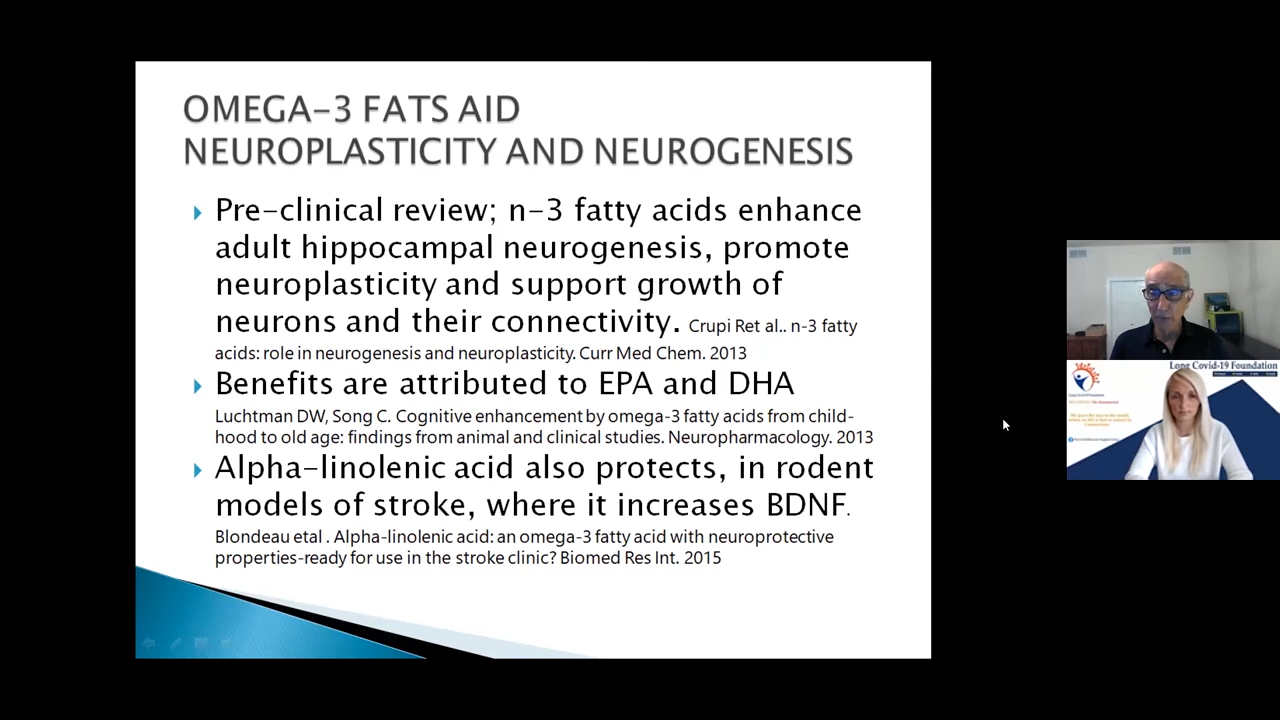 OMEGA-3 FATS AID
NEUROPLASTICITY AND NEUROGENESIS
Pre-clinical review; n-3 fatty acids enhance
adult hippocampal neurogenesis, promote
neuroplasticity and support growth of
neurons and their connectivity. Crupi Ret al.. n-3 fatty
acids: role in neurogenesis and neuroplasticity. Curr Med Chem. 2013
Benefits are attributed to EPA and DHA
Luchtman DW, Song C. Cognitive enhancement by omega-3 fatty acids from child-
hood to old age: findings from animal and clinical studies. Neuropharmacology. 2013
Alpha-linolenic acid also protects, in rodent
models of stroke, where it increases BDNF.
Blondeau etal . Alpha-linolenic acid: an omega-3 fatty acid with neuroprotective
properties-ready for use in the stroke clinic? Biomed Res Int. 2015
Long Covid-19 Foundation